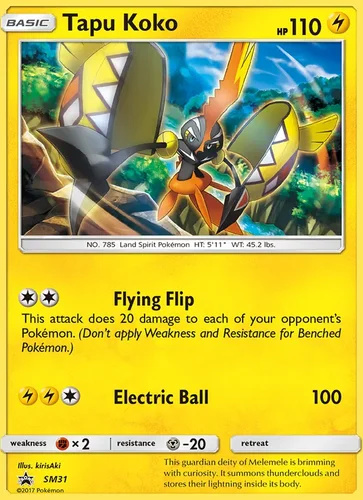 BASIC Tapu Koko HP 110
NO. 785 Land Spirit Pokémon HT: 5'11" WT: 45.2 lbs.
Flying Flip
This attack does 20 damage to each of your opponent's
Pokémon. (Don't apply Weakness and Resistance for Benched
Pokémon.)
Electric Ball 100
weakness × 2 resistance -20 retreat
Illus. kirisAki
SM31
©2017 Pokémon
This guardian deity of Melemele is brimming
with curiosity. It summons thunderclouds and
stores their lightning inside its body.